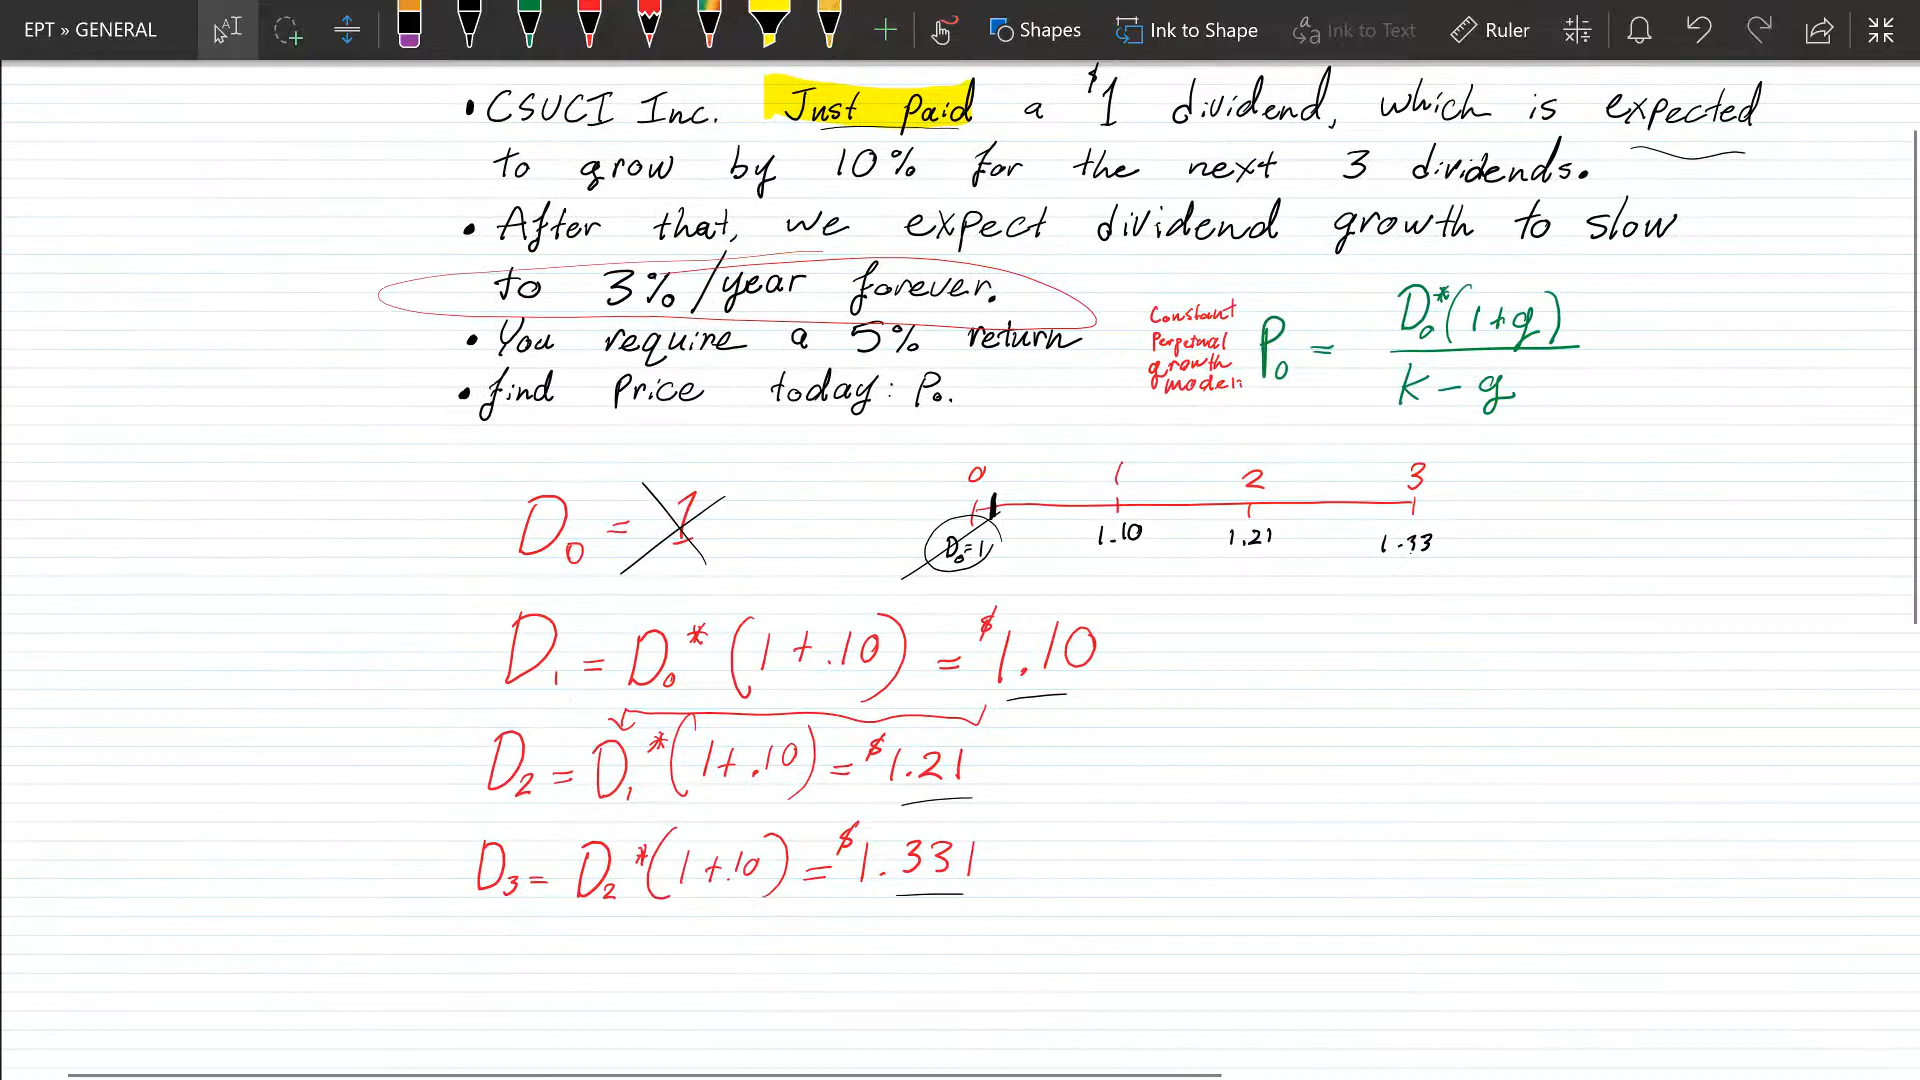 EPT » GENERAL
Shapes
Ink to Shape
Ink to Text
Ruler
• CSUCI Inc. Just Paid a $1 dividend, which is expected
to grow by 10% for the next 3 dividends.
• After that, we expect dividend growth to slow
to 3%/year forever.
• You require a 5% return
• find Price today: P₀.
Constant
Perpetual
growth
model:
P₀ = D₀*(1+g)
k - g
0 1 2 3
D₀=1 1.10 1.21 1.33
D₀ = 1
D₁ = D₀*(1+.10) = $1.10
D₂ = D₁*(1+.10) = $1.21
D₃ = D₂*(1+.10) = $1.331